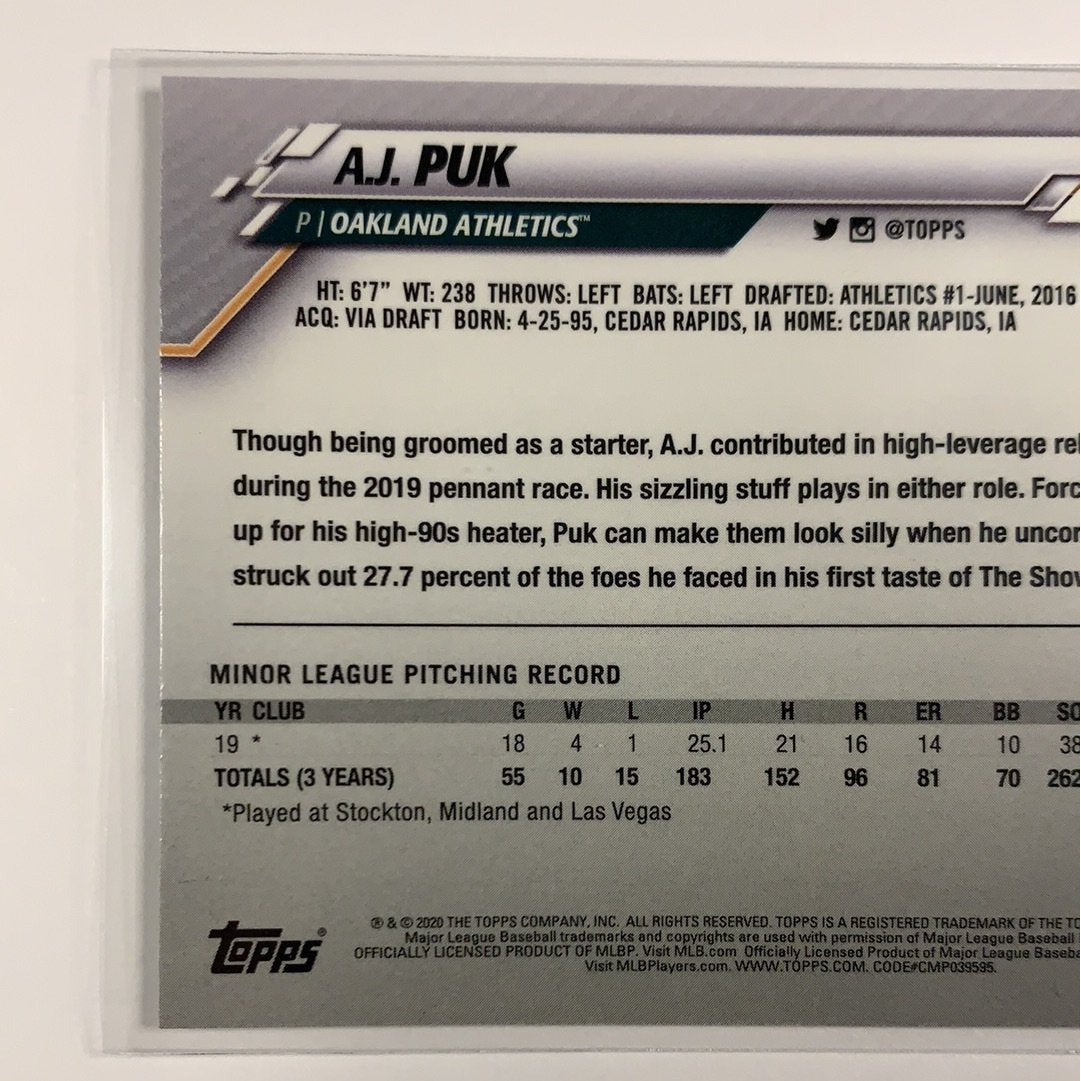 A.J. PUK
P | OAKLAND ATHLETICS™ @TOPPS
HT: 6'7" WT: 238 THROWS: LEFT BATS: LEFT DRAFTED: ATHLETICS #1-JUNE, 2016
ACQ: VIA DRAFT BORN: 4-25-95, CEDAR RAPIDS, IA HOME: CEDAR RAPIDS, IA
Though being groomed as a starter, A.J. contributed in high-leverage
during the 2019 pennant race. His sizzling stuff plays in either role.
up for his high-90s heater, Puk can make them look silly when he
struck out 27.7 percent of the foes he faced in his first taste of The
MINOR LEAGUE PITCHING RECORD
YR CLUB G W L IP H R ER BB SO
19 * 18 4 1 25.1 21 16 14 10 38
TOTALS (3 YEARS) 55 10 15 183 152 96 81 70 262
*Played at Stockton, Midland and Las Vegas
TOPPS®
® & © 2020 THE TOPPS COMPANY, INC. ALL RIGHTS RESERVED. TOPPS IS A REGISTERED TRADEMARK OF THE
Major League Baseball trademarks and copyrights are used with permission of Major League Baseball
OFFICIALLY LICENSED PRODUCT OF MLBP. Visit MLB.com Officially Licensed Product of Major League
Visit MLBPlayers.com. WWW.TOPPS.COM. CODE#CMP039595.